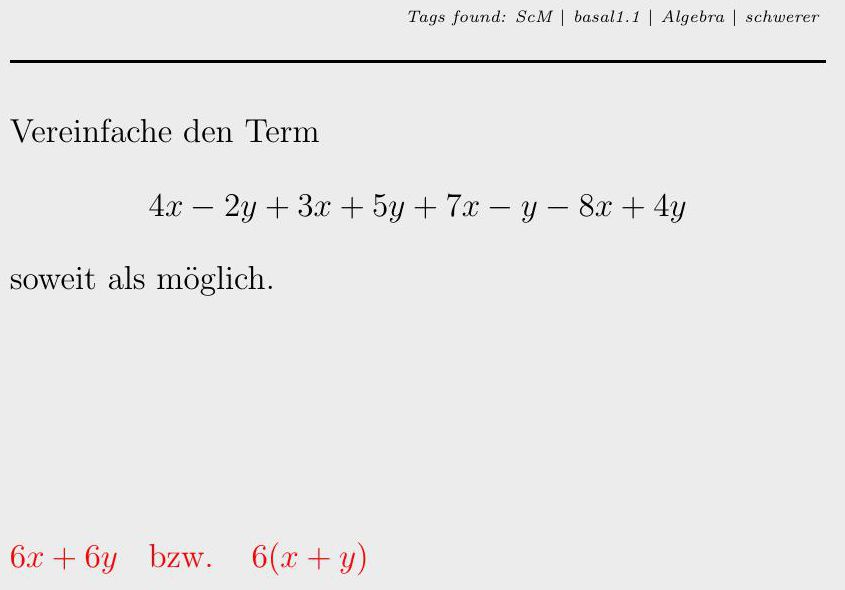 Tags found: ScM | basal1.1 | Algebra | schwerer
Vereinfache den Term
4x − 2y + 3x + 5y + 7x − y − 8x + 4y
soweit als möglich.
6x + 6y bzw. 6(x + y)